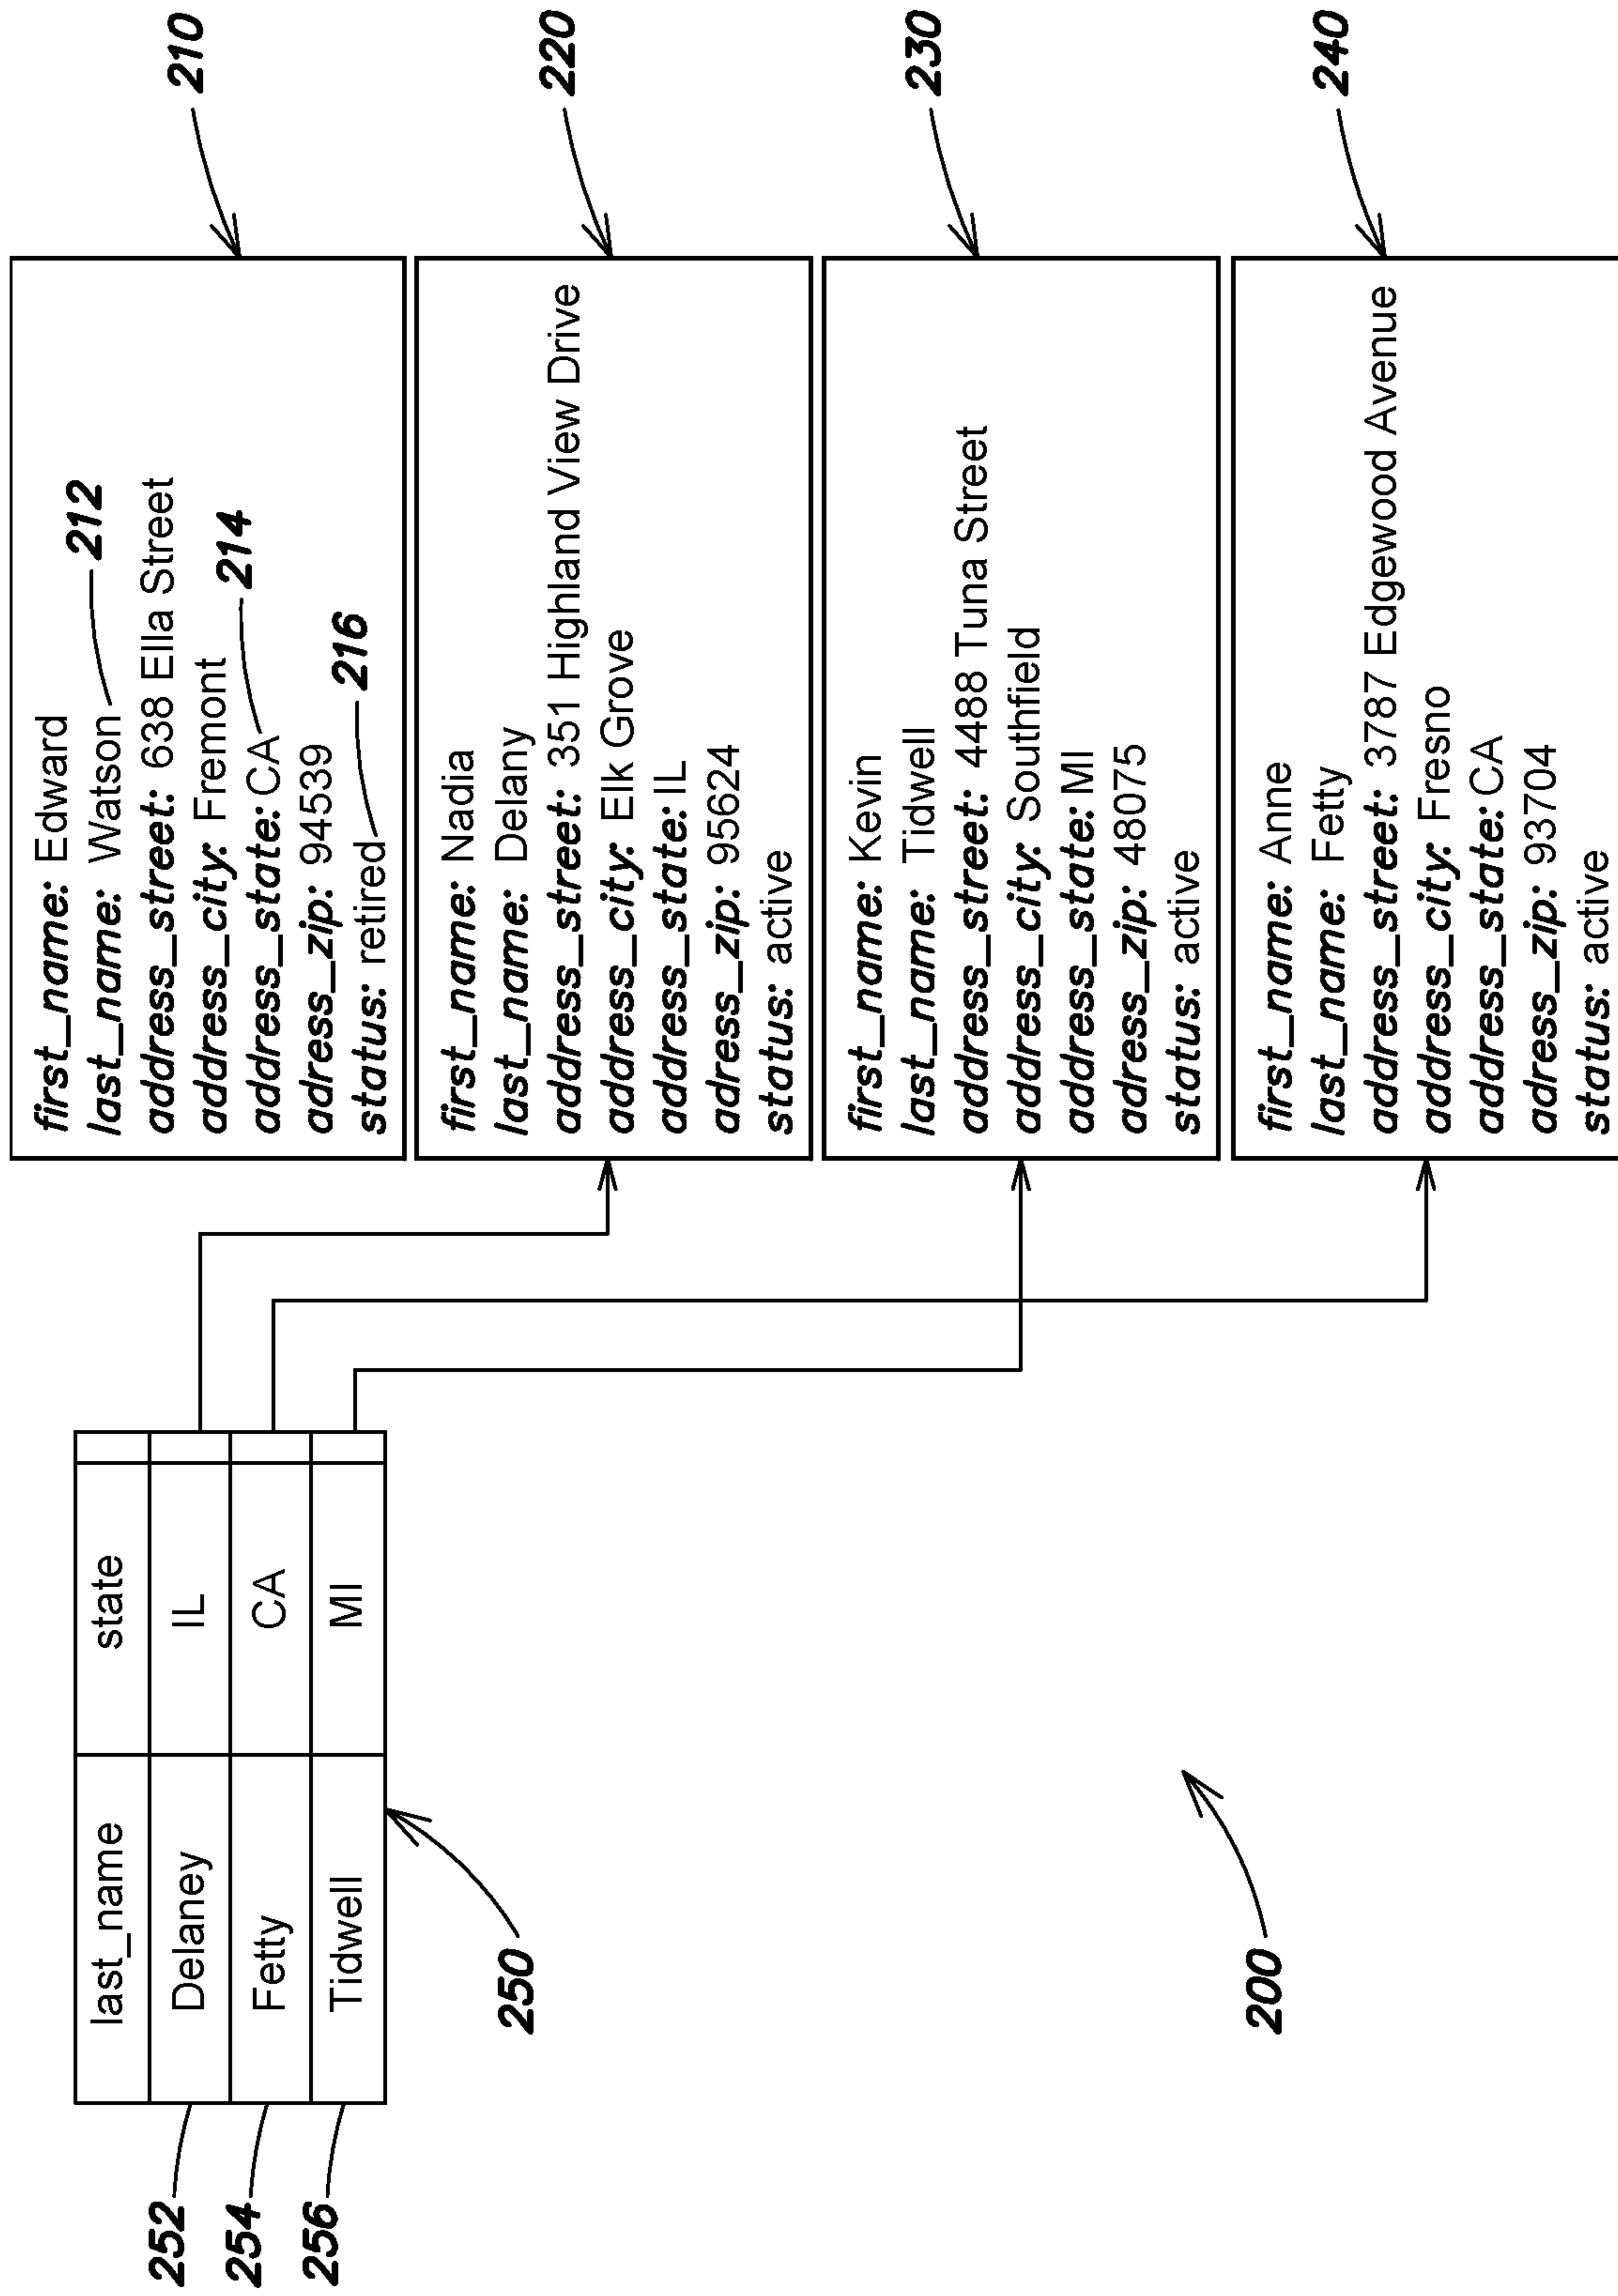 last_name state
252 Delaney IL
254 Fetty CA
256 Tidwell MI
250
200
first_name: Edward
last_name: Watson 212
address_street: 638 Ella Street
address_city: Fremont
address_state: CA 214
adress_zip: 94539
status: retired 216
210
first_name: Nadia
last_name: Delany
address_street: 351 Highland View Drive
address_city: Elk Grove
address_state: IL
adress_zip: 95624
status: active
220
first_name: Kevin
last_name: Tidwell
address_street: 4488 Tuna Street
address_city: Southfield
address_state: MI
adress_zip: 48075
status: active
230
first_name: Anne
last_name: Fetty
address_street: 3787 Edgewood Avenue
address_city: Fresno
address_state: CA
adress_zip: 93704
status: active
240